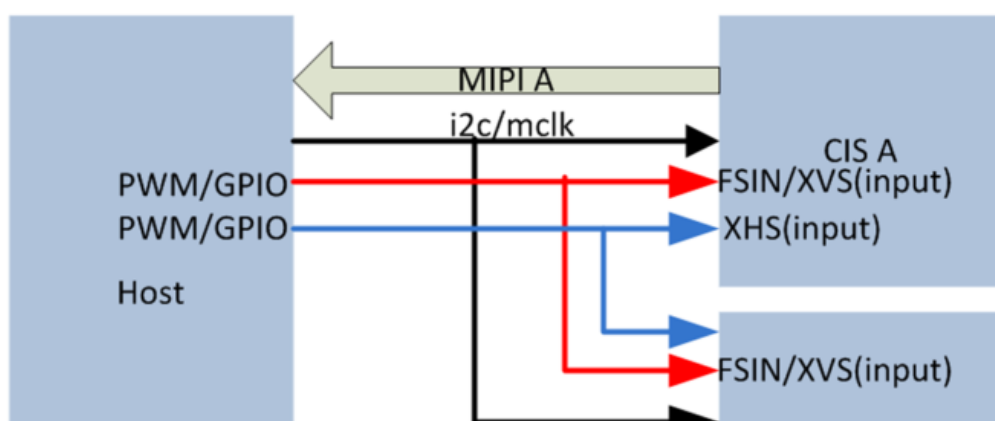 MIPI A
i2c/mclk
CIS A
PWM/GPIO
FSIN/XVS(input)
PWM/GPIO
XHS(input)
Host
FSIN/XVS(input)